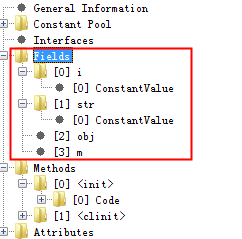 General Information
Constant Pool
Interfaces
Fields
[0] i
[0] ConstantValue
[1] str
[0] ConstantValue
[2] obj
[3] m
Methods
[0] <init>
[0] Code
[1] <clinit>
Attributes